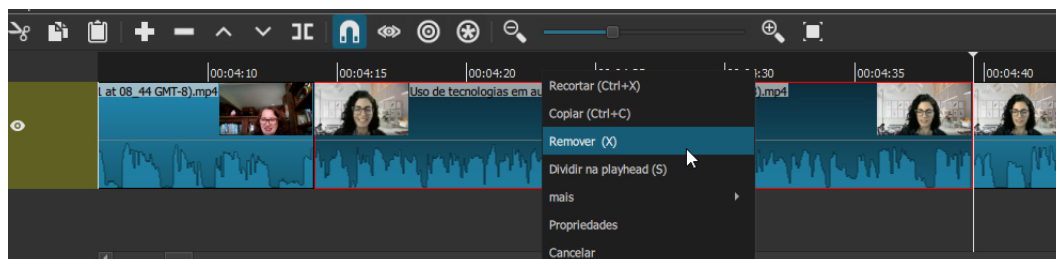 00:04:10
00:04:15
00:04:20
00:04:35
00:04:40
1 at 08_44 GMT-8).mp4
Uso de tecnologias em au
).mp4
Recortar (Ctrl+X)
Copiar (Ctrl+C)
Remover (X)
Dividir na playhead (S)
mais
Propriedades
Cancelar